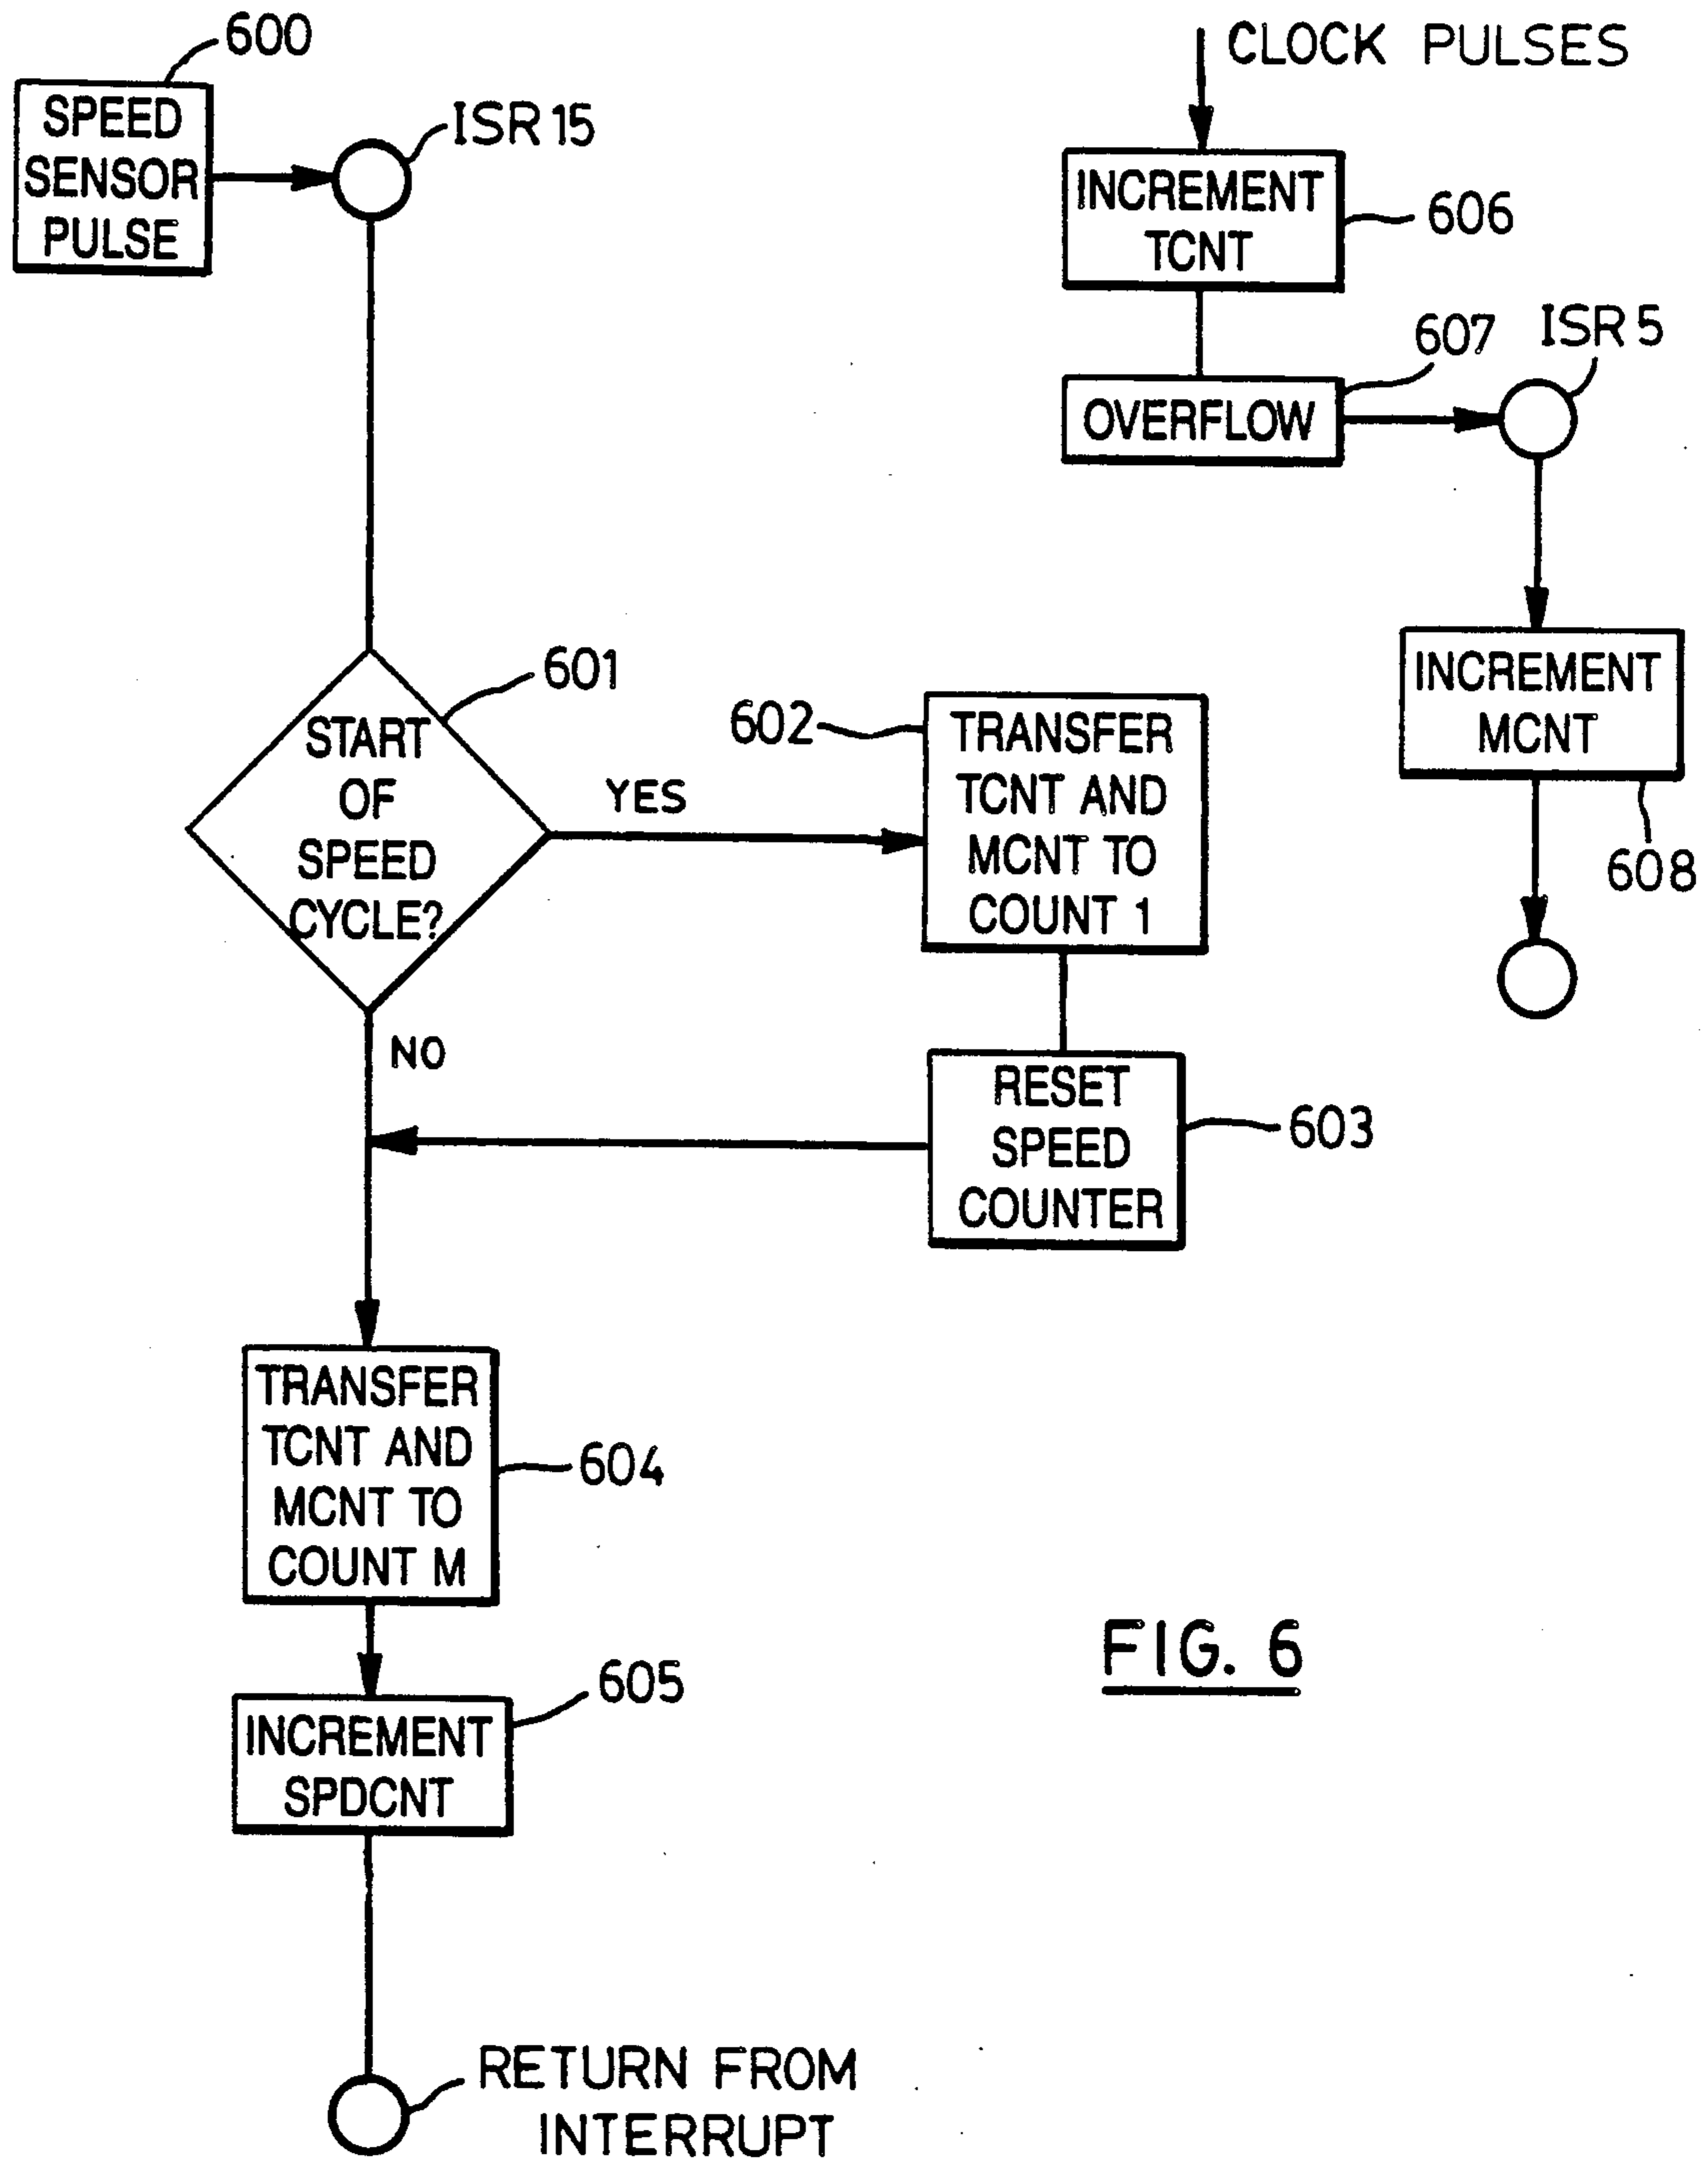 600
SPEED
SENSOR
PULSE
ISR 15
CLOCK PULSES
INCREMENT
TCNT
606
OVERFLOW
607
ISR 5
INCREMENT
MCNT
608
START
OF
SPEED
CYCLE?
601
YES
NO
602
TRANSFER
TCNT AND
MCNT TO
COUNT 1
RESET
SPEED
COUNTER
603
TRANSFER
TCNT AND
MCNT TO
COUNT M
604
INCREMENT
SPDCNT
605
RETURN FROM
INTERRUPT
FIG. 6